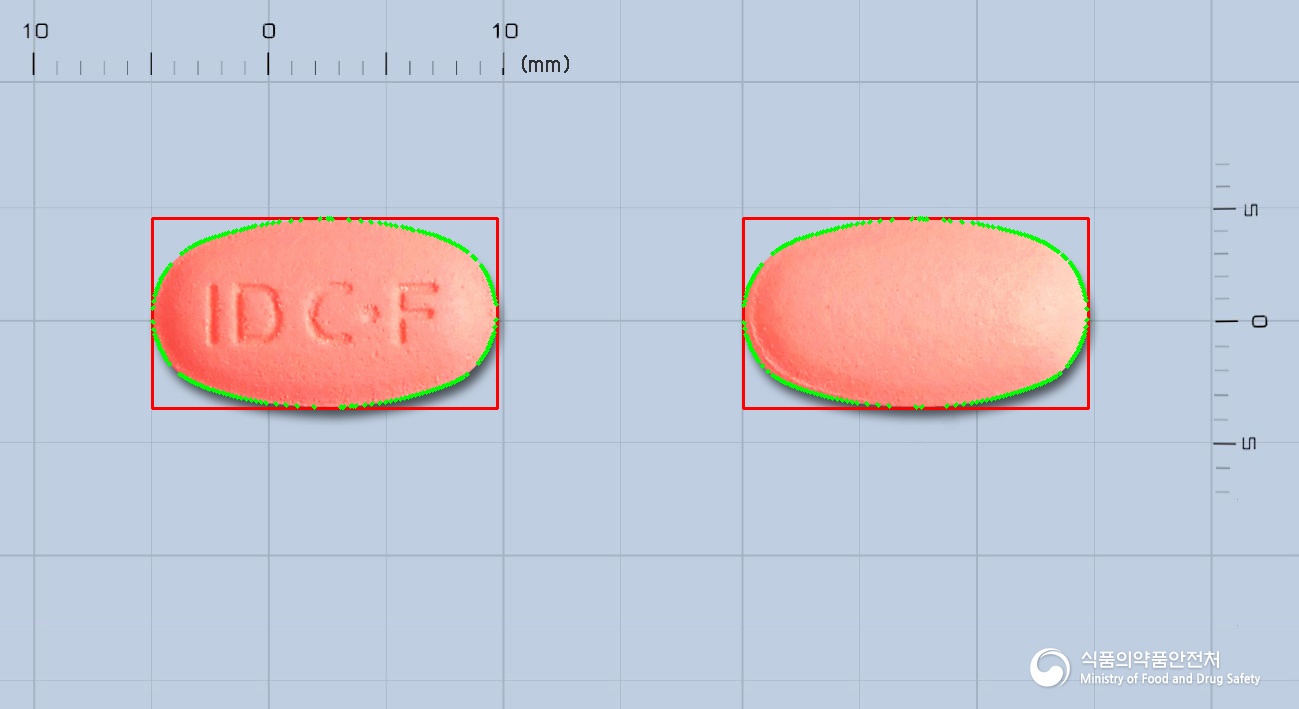 10 0 10
(mm)
IDC·F
5
0
5
식품의약품안전처
Ministry of Food and Drug Safety